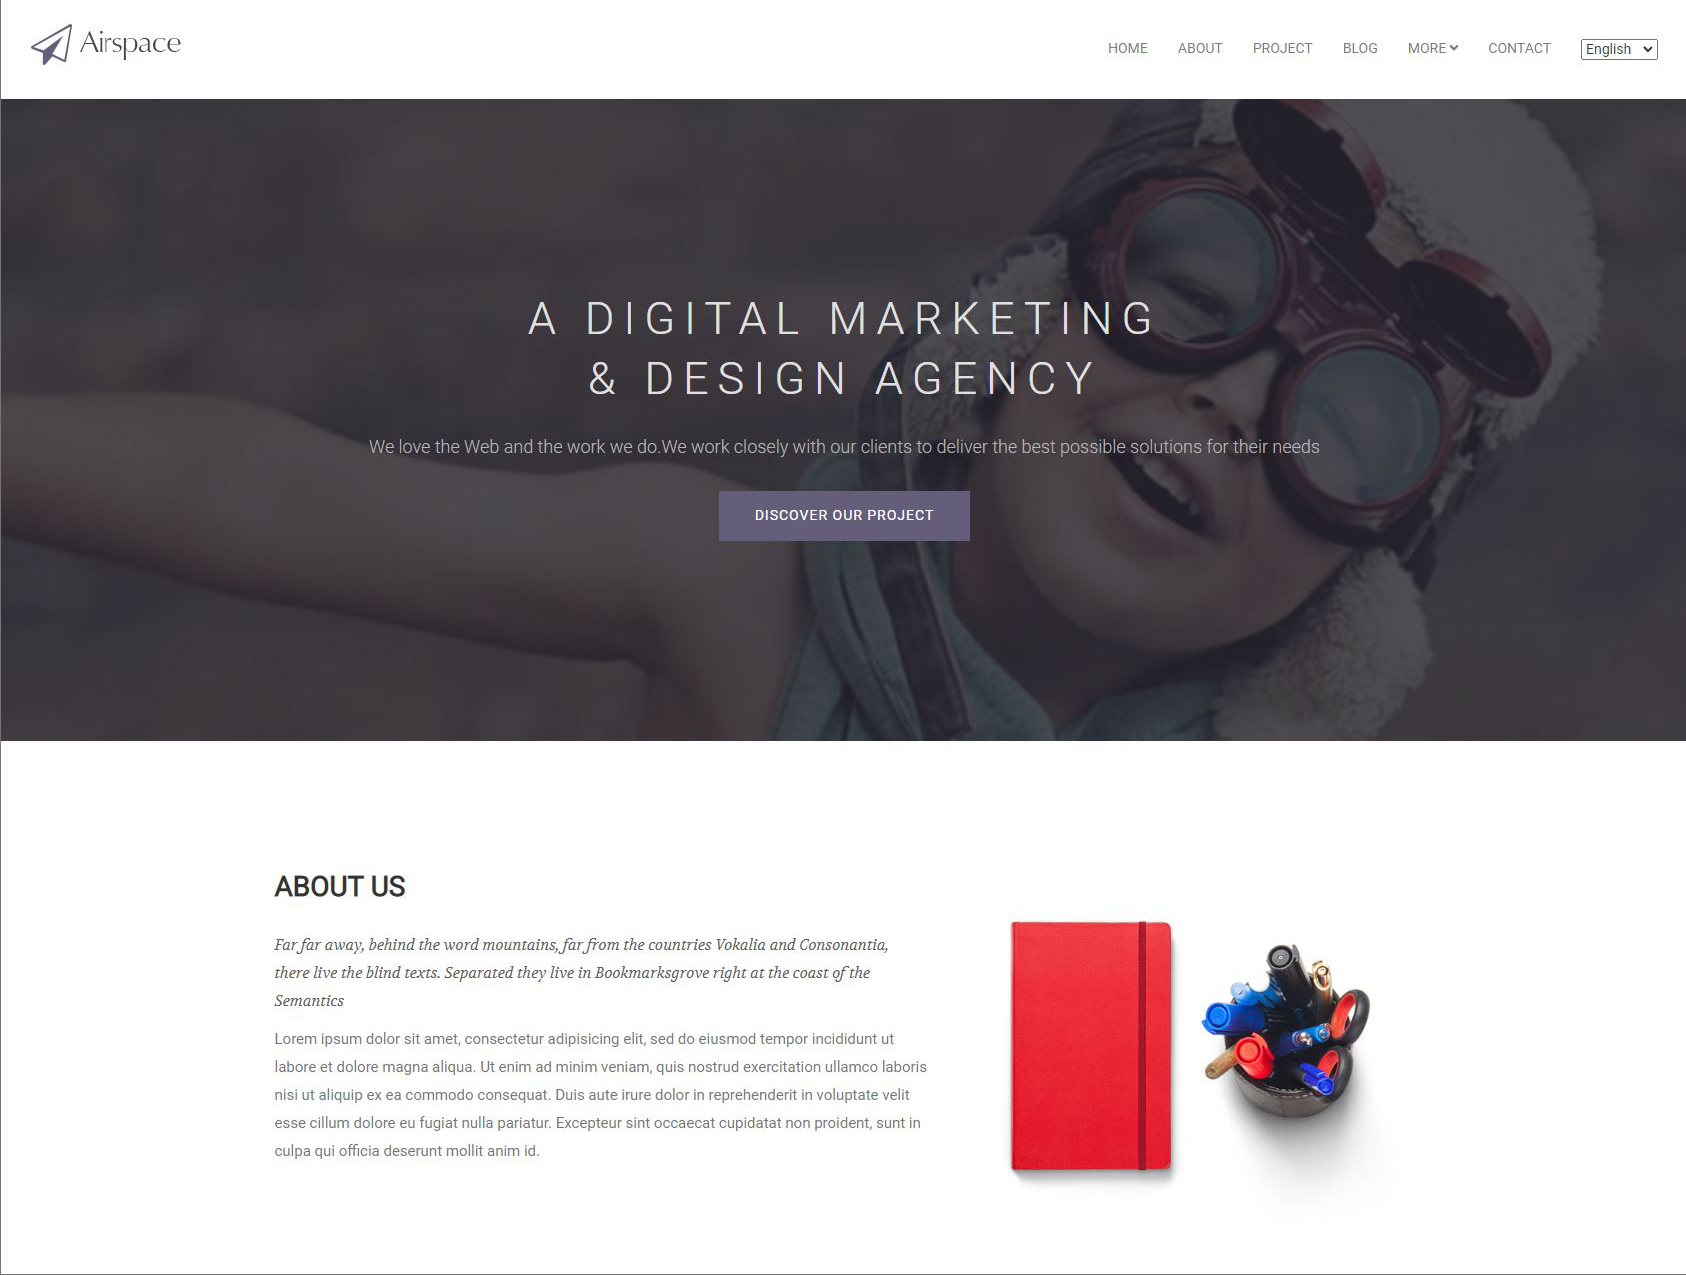 Airspace
HOME ABOUT PROJECT BLOG MORE CONTACT English
A DIGITAL MARKETING
& DESIGN AGENCY
We love the Web and the work we do.We work closely with our clients to deliver the best possible solutions for their needs
DISCOVER OUR PROJECT
ABOUT US
Far far away, behind the word mountains, far from the countries Vokalia and Consonantia,
there live the blind texts. Separated they live in Bookmarksgrove right at the coast of the
Semantics
Lorem ipsum dolor sit amet, consectetur adipisicing elit, sed do eiusmod tempor incididunt ut
labore et dolore magna aliqua. Ut enim ad minim veniam, quis nostrud exercitation ullamco laboris
nisi ut aliquip ex ea commodo consequat. Duis aute irure dolor in reprehenderit in voluptate velit
esse cillum dolore eu fugiat nulla pariatur. Excepteur sint occaecat cupidatat non proident, sunt in
culpa qui officia deserunt mollit anim id.